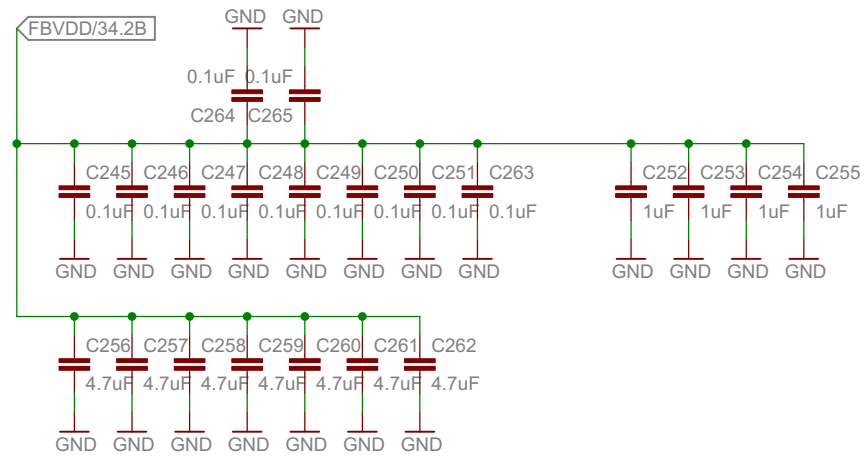 GND GND
FBVDD/34.2B
0.1uF 0.1uF
C264 C265
C245 C246 C247 C248 C249 C250 C251 C263 C252 C253 C254 C255
0.1uF 0.1uF 0.1uF 0.1uF 0.1uF 0.1uF 0.1uF 0.1uF 1uF 1uF 1uF 1uF
GND GND GND GND GND GND GND GND GND GND GND GND
C256 C257 C258 C259 C260 C261 C262
4.7uF 4.7uF 4.7uF 4.7uF 4.7uF 4.7uF 4.7uF
GND GND GND GND GND GND GND